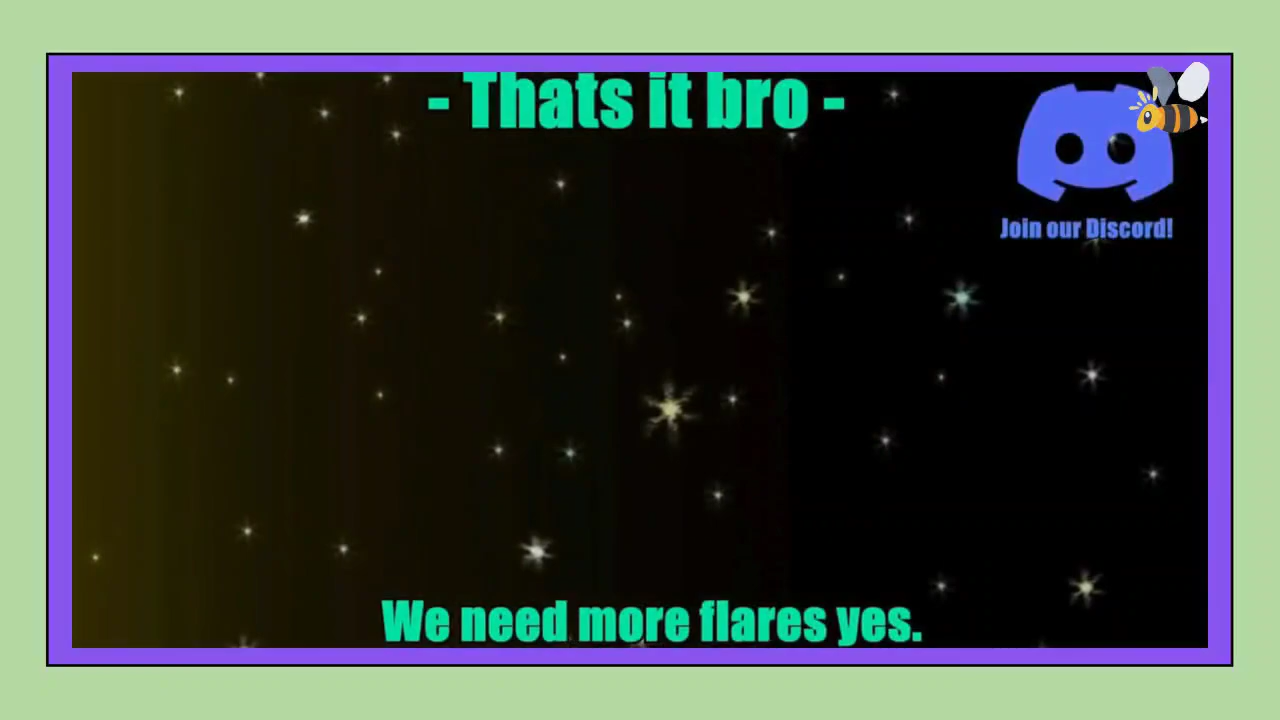 - Thats it bro -
Join our Discord!
We need more flares yes.